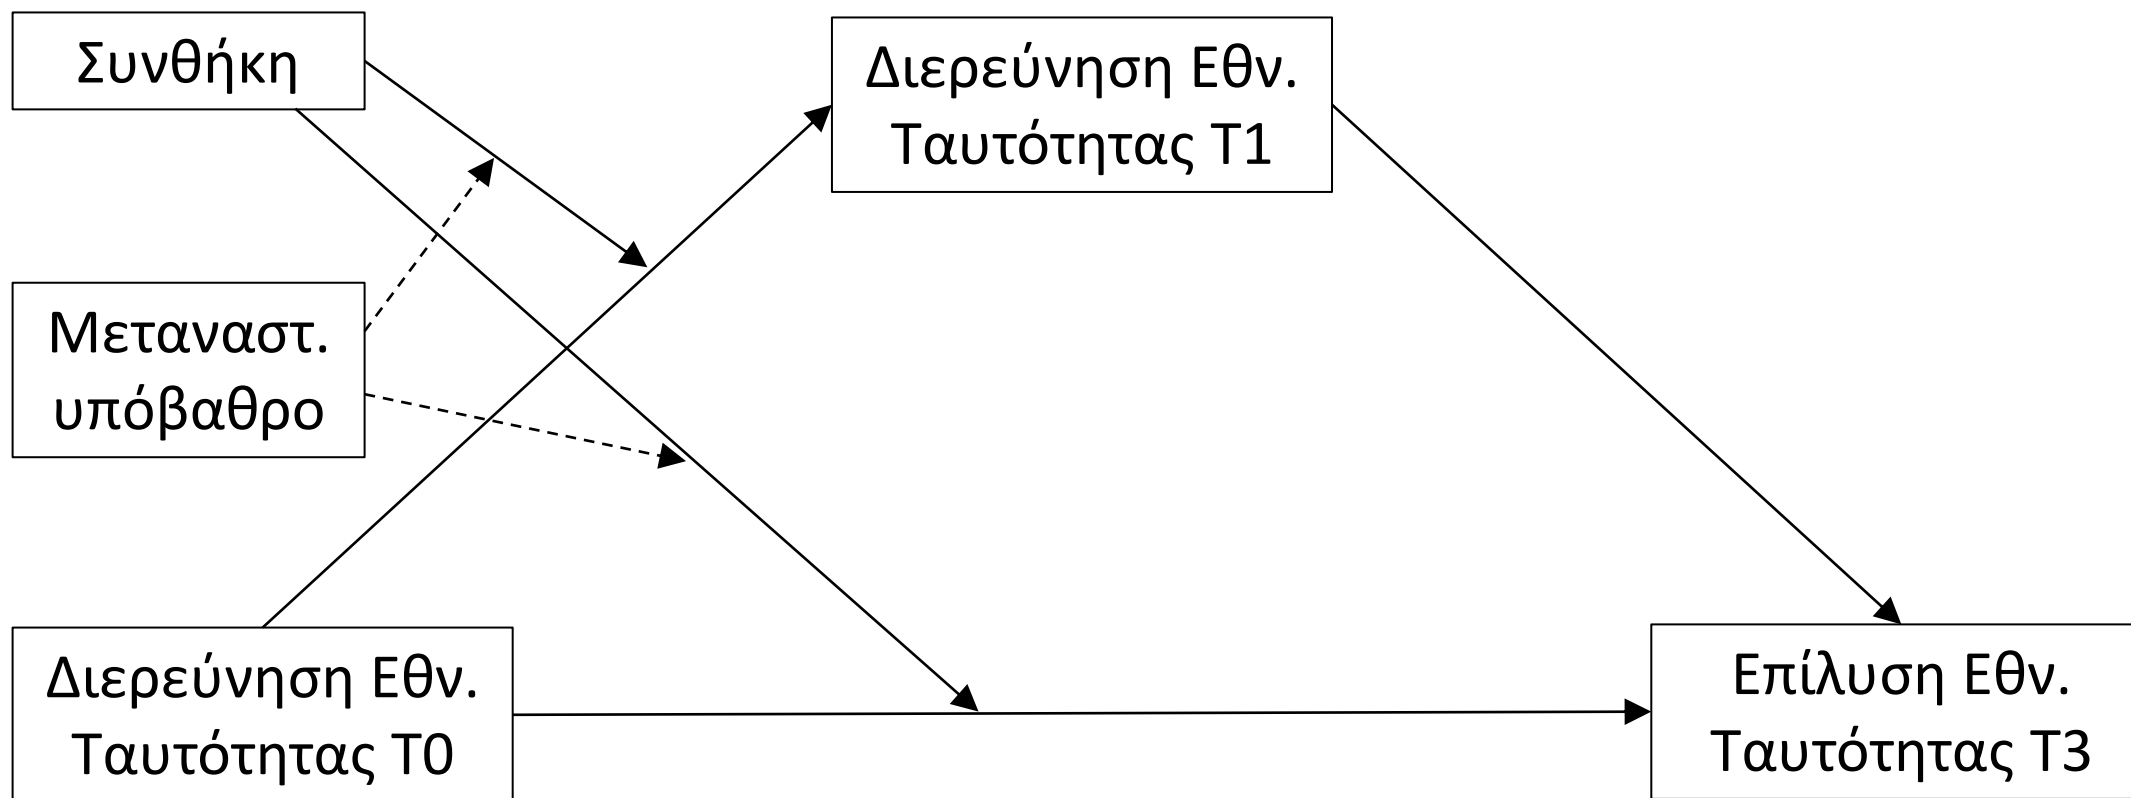 Συνθήκη
Διερεύνηση Εθν.
Ταυτότητας Τ1
Μεταναστ.
υπόβαθρο
Διερεύνηση Εθν.
Ταυτότητας Τ0
Επίλυση Εθν.
Ταυτότητας Τ3